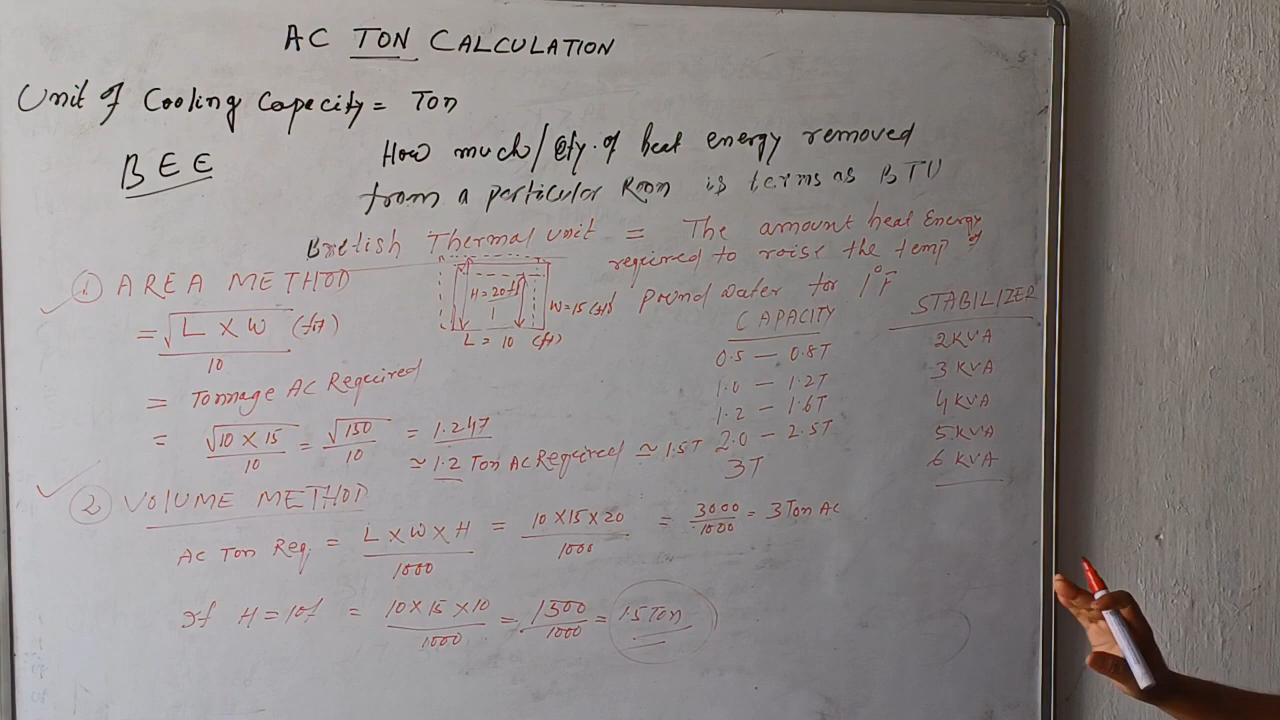 AC TON CALCULATION
Unit of Cooling Capacity = Ton
BEE
How much/Qty. of heat energy removed
from a particular Room is terms as BTU
British Thermal unit = The amount heat Energy
required to raise the temp of
pound water for 1°F
① AREA METHOD
= √L × W (ft)
10
H = 20ft
W = 15 (ft)
L = 10 (ft)
= Tonnage AC Required
= √10 × 15 / 10 = √150 / 10 = 1.247
≃ 1.2 Ton AC Required ≃ 1.5T
CAPACITY STABILIZER
0.5 — 0.8T 2KVA
1.0 — 1.2T 3 KVA
1.2 — 1.6T 4 KVA
2.0 — 2.5T 5 KVA
3T 6 KVA
② VOLUME METHOD
AC Ton Req. = L × W × H / 1000 = 10 × 15 × 20 / 1000 = 3000 / 1000 = 3 Ton AC
If H = 10f = 10 × 15 × 10 / 1000 = 1500 / 1000 = 1.5 Ton